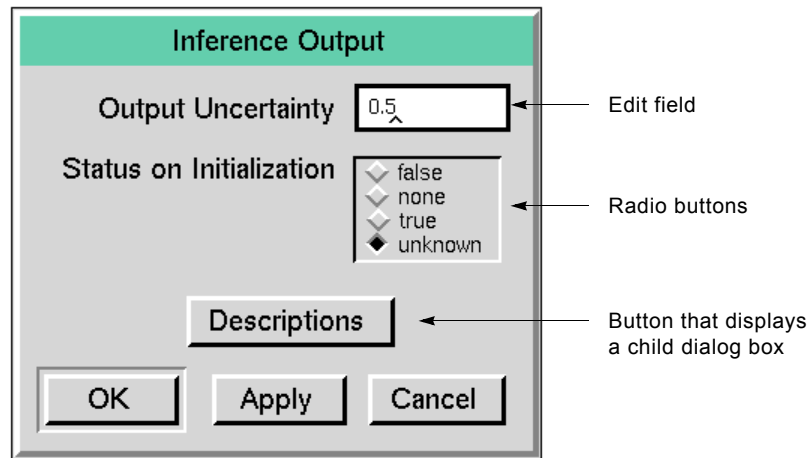 Inference Output
Output Uncertainty 0.5 Edit field
Status on Initialization
false
none
true
unknown
Radio buttons
Descriptions
Button that displays
a child dialog box
OK Apply Cancel